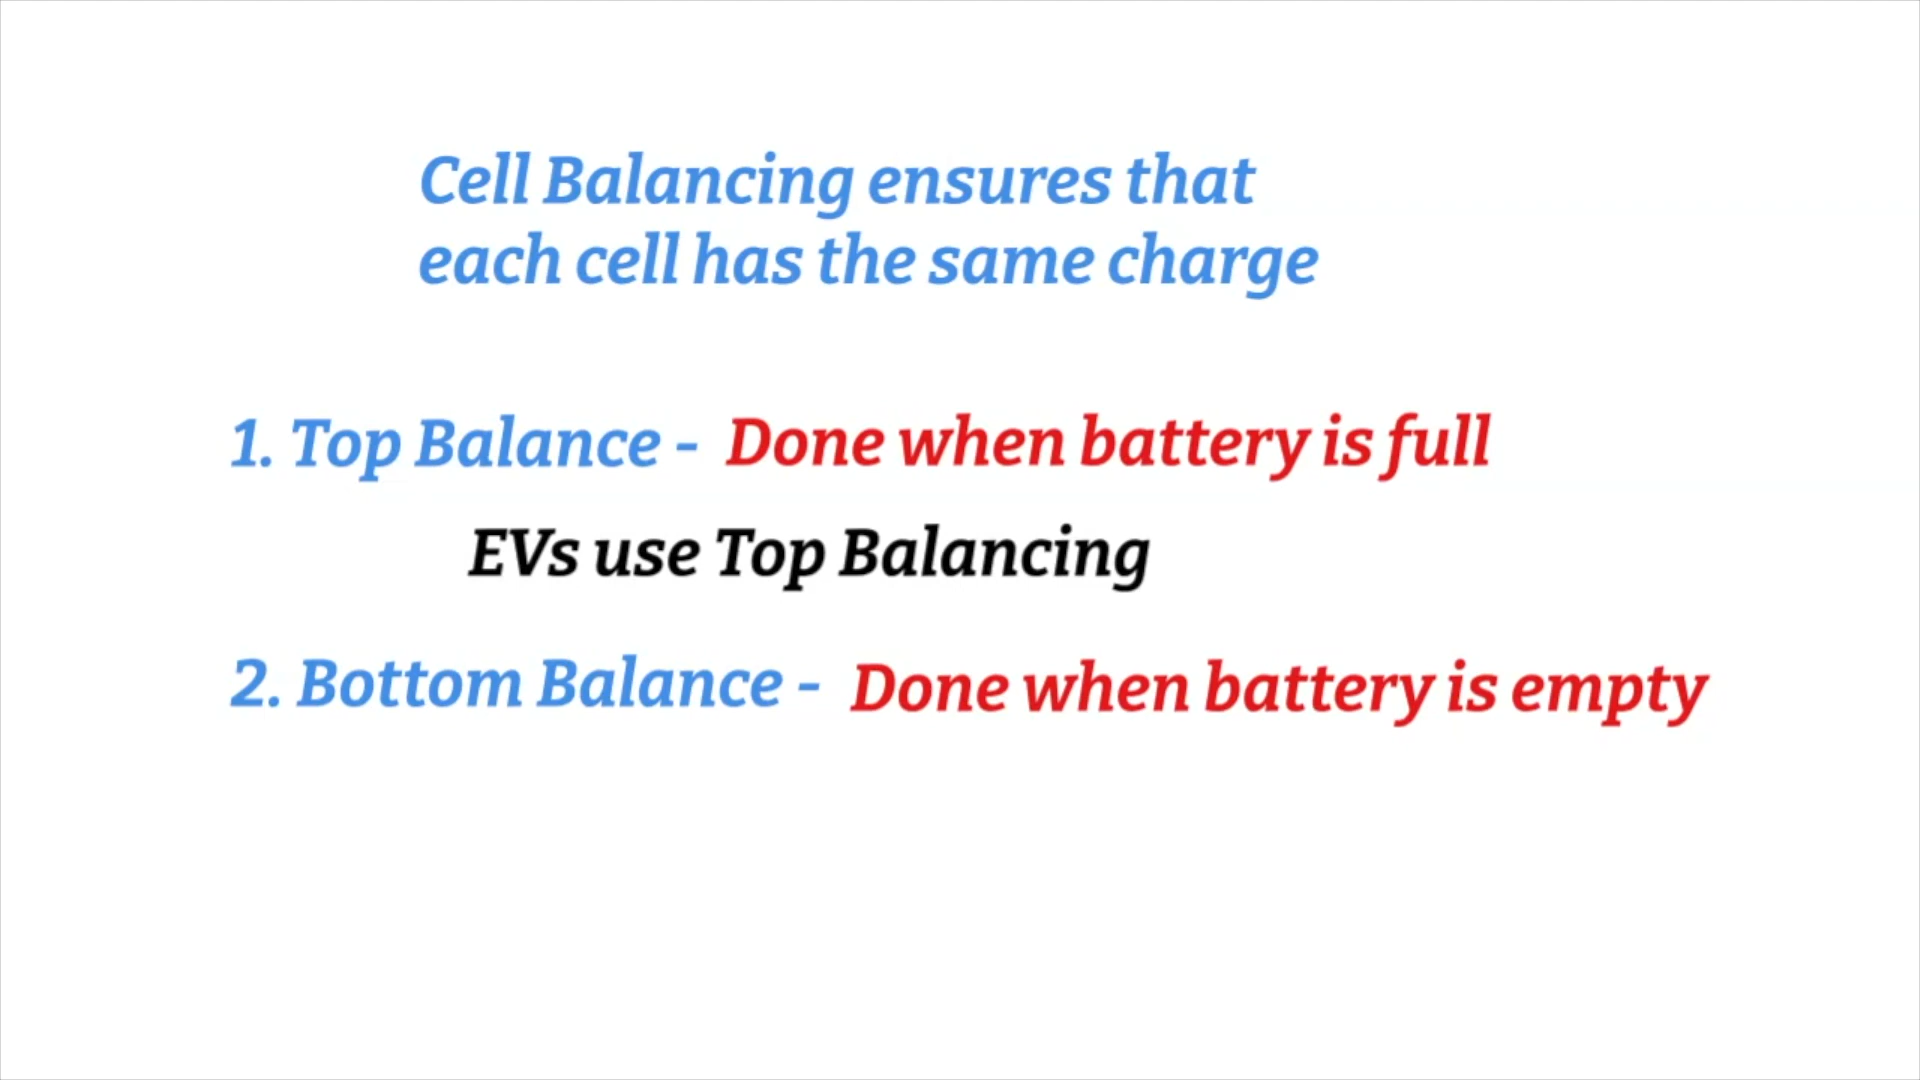 Cell Balancing ensures that
each cell has the same charge
1. Top Balance - Done when battery is full
EVs use Top Balancing
2. Bottom Balance - Done when battery is empty